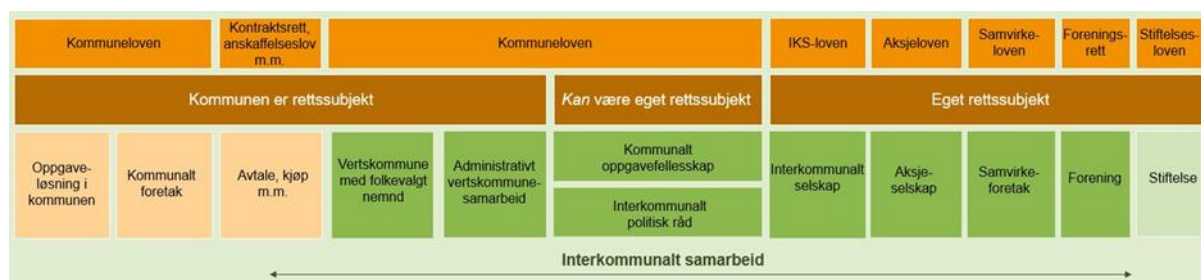 Kommuneloven
Kontraktsrett,
anskaffelseslov
m.m.
Kommuneloven
IKS-loven
Aksjeloven
Samvirke-
loven
Forenings-
rett
Stiftelses-
loven
Kommunen er rettssubjekt
Kan være eget rettssubjekt
Eget rettssubjekt
Oppgave-
løsning i
kommunen
Kommunalt
foretak
Avtale, kjøp
m.m.
Vertskommune
med folkevalgt
nemnd
Administrativt
vertskommune-
samarbeid
Kommunalt
oppgavefellesskap
Interkommunalt
politisk råd
Interkommunalt
selskap
Aksje-
selskap
Samvirke-
foretak
Forening
Stiftelse
Interkommunalt samarbeid